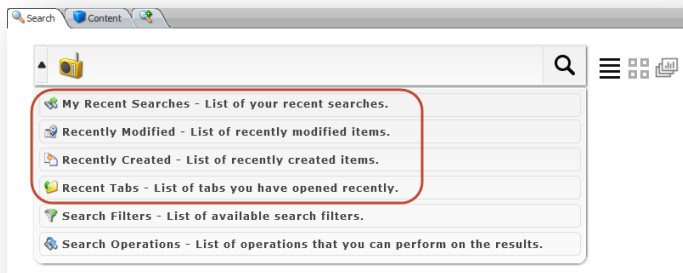 Search Content
My Recent Searches - List of your recent searches.
Recently Modified - List of recently modified items.
Recently Created - List of recently created items.
Recent Tabs - List of tabs you have opened recently.
Search Filters - List of available search filters.
Search Operations - List of operations that you can perform on the results.